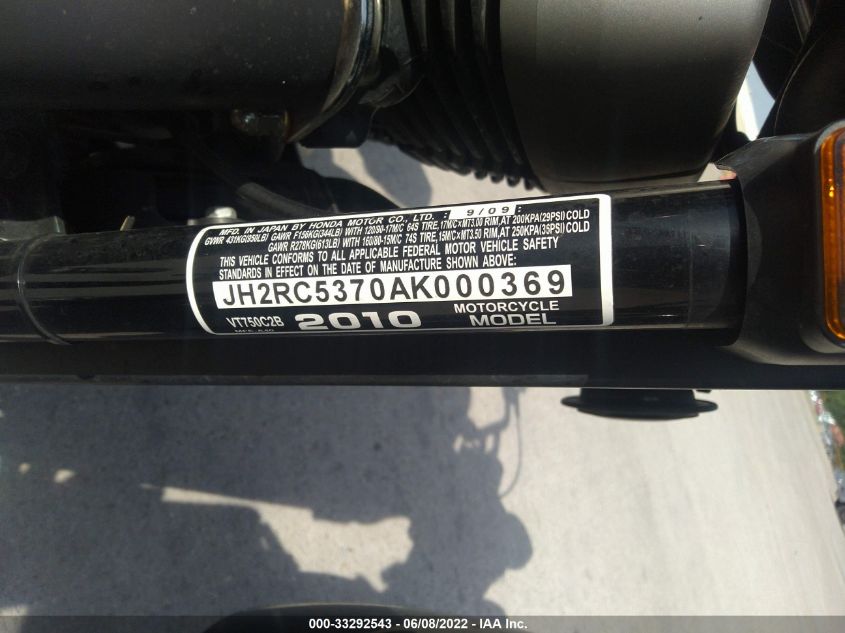 MFD. IN JAPAN BY HONDA MOTOR CO., LTD. : 9/09 :
GVWR 431KG(950LB) GAWR F156KG(344LB) WITH 120/90-17M/C 64S TIRE,17M/C×MT3.00 RIM,AT 200KPA(29PSI) COLD
GAWR R278KG(613LB) WITH 160/80-15M/C 74S TIRE,15M/C×MT3.50 RIM,AT 250KPA(35PSI) COLD
THIS VEHICLE CONFORMS TO ALL APPLICABLE FEDERAL MOTOR VEHICLE SAFETY
STANDARDS IN EFFECT ON THE DATE OF MANUFACTURE SHOWN ABOVE:
JH2RC5370AK000369
VT750C2B 2010 MOTORCYCLE MODEL
000-33292543 / 06/08/2022 - IAA Inc.